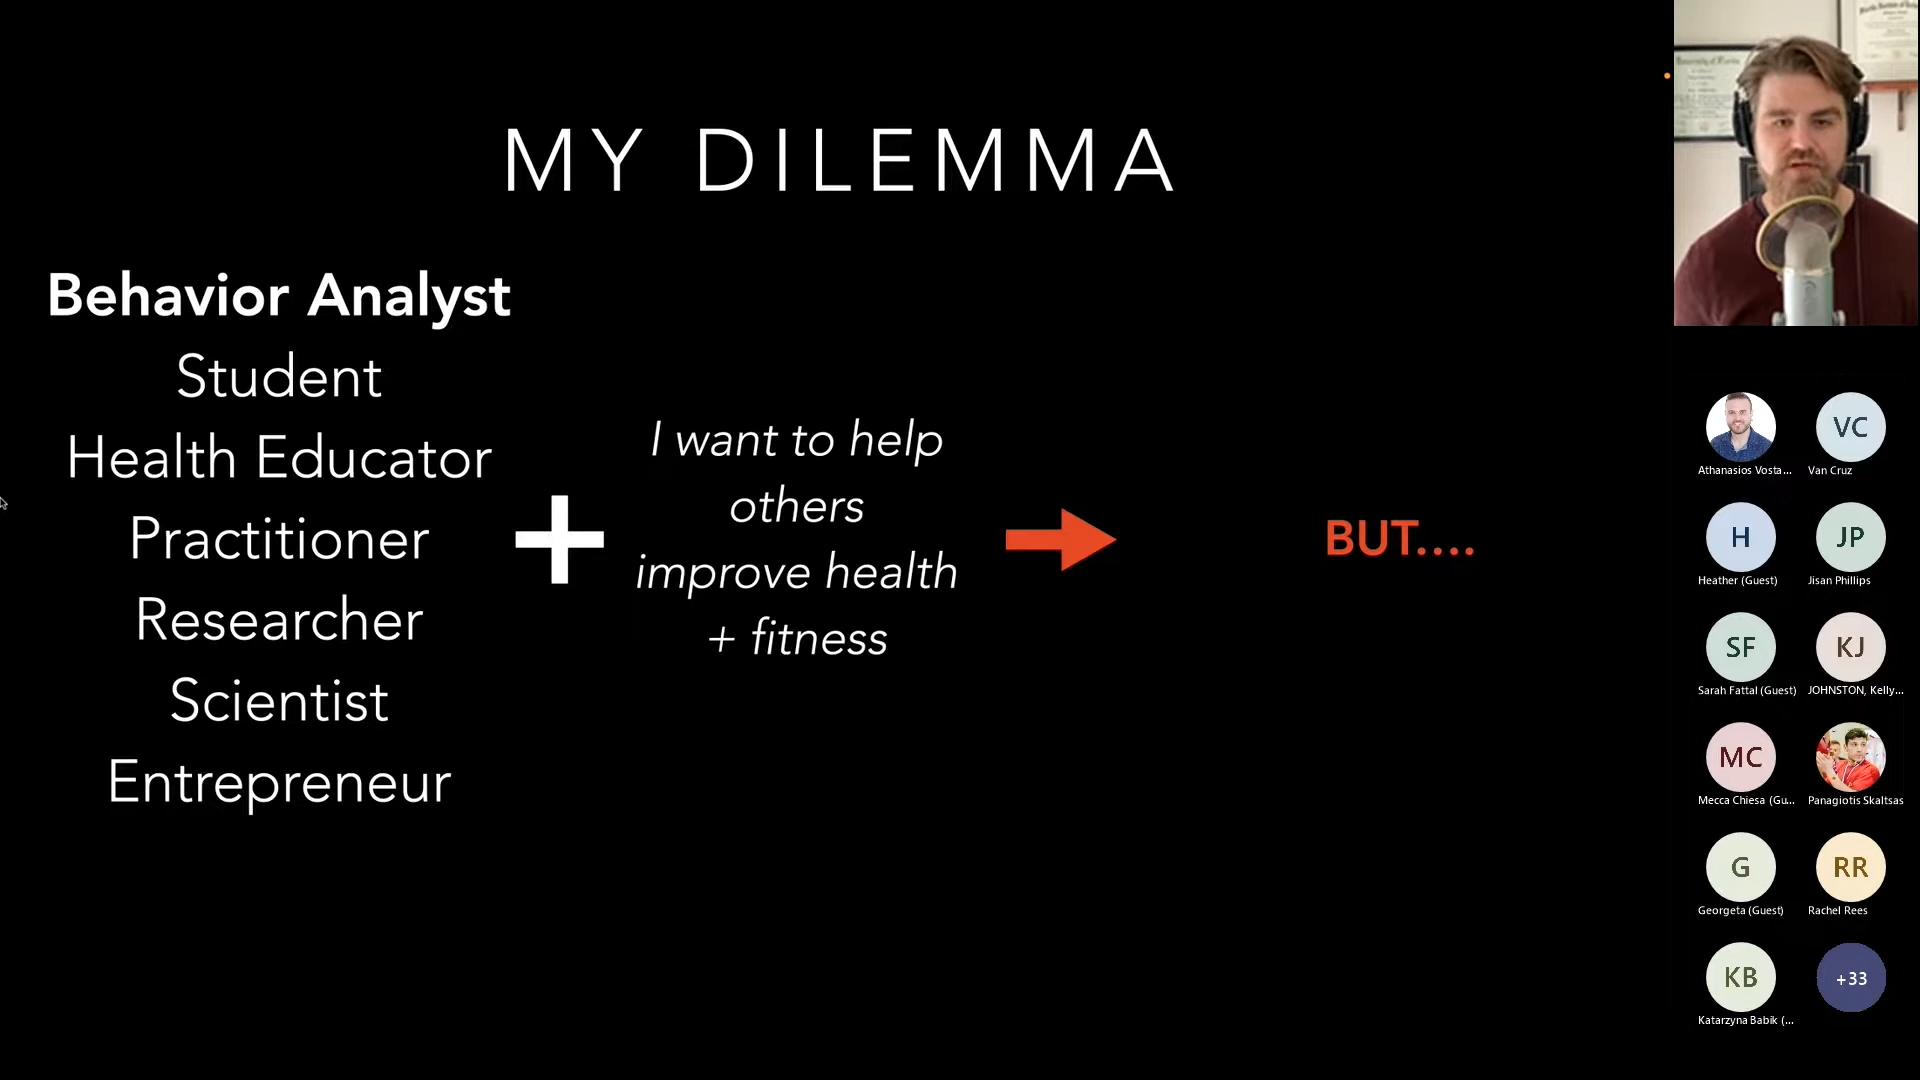 MY DILEMMA
Behavior Analyst
Student
Health Educator
Practitioner
Researcher
Scientist
Entrepreneur
I want to help
others
improve health
+ fitness
BUT....
Athanasios Vosta...
VC
Van Cruz
H
Heather (Guest)
JP
Jisan Phillips
SF
Sarah Fattal (Guest)
KJ
JOHNSTON, Kelly...
MC
Mecca Chiesa (Gu...
Panagiotis Skaltsas
G
Georgeta (Guest)
RR
Rachel Rees
KB
Katarzyna Babik (...
+33